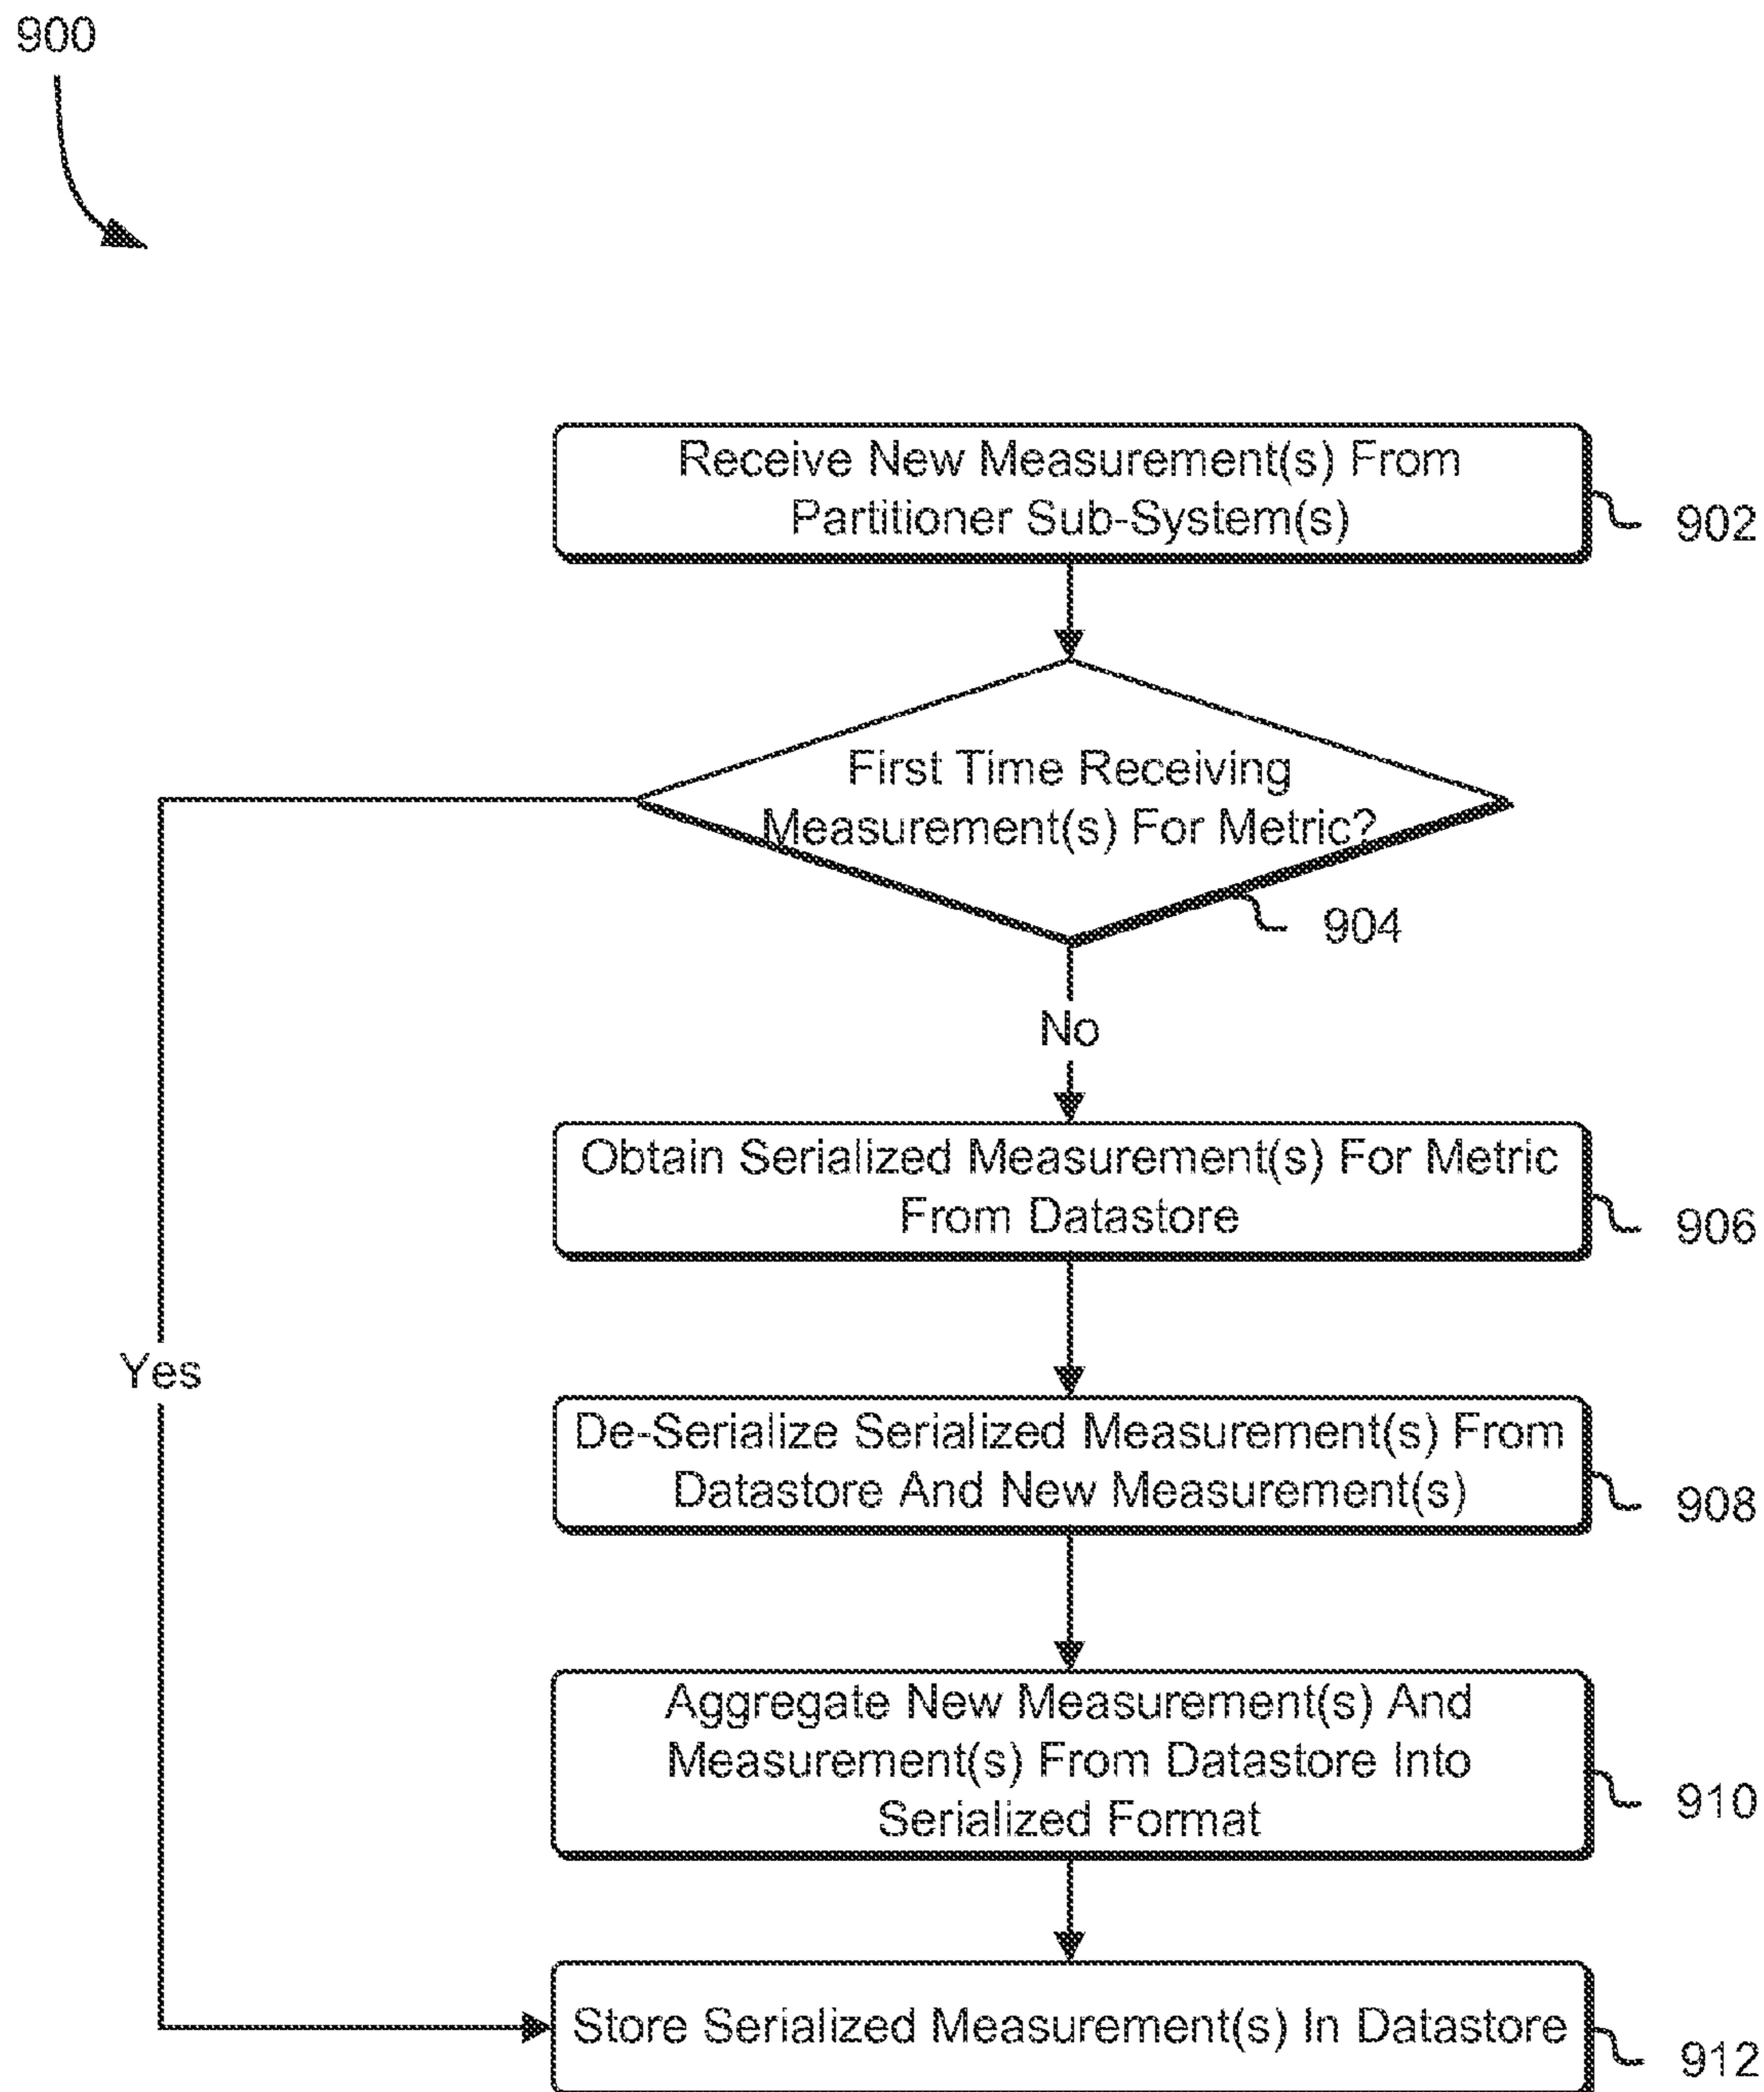 900
Receive New Measurement(s) From
Partitioner Sub-System(s)
902
First Time Receiving
Measurement(s) For Metric?
904
No
Obtain Serialized Measurement(s) For Metric
From Datastore
906
Yes
De-Serialize Serialized Measurement(s) From
Datastore And New Measurement(s)
908
Aggregate New Measurement(s) And
Measurement(s) From Datastore Into
Serialized Format
910
Store Serialized Measurement(s) In Datastore
912